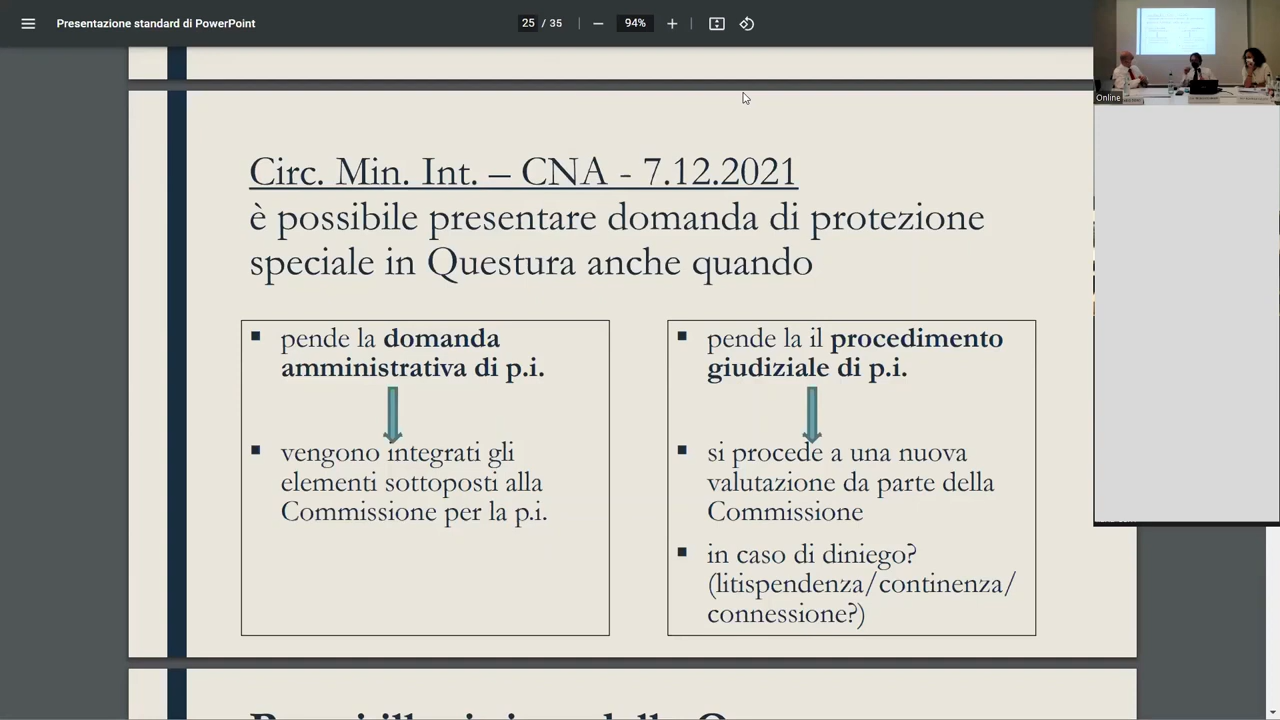 Presentazione standard di PowerPoint
25 / 35
94%
Online
Circ. Min. Int. – CNA - 7.12.2021
è possibile presentare domanda di protezione
speciale in Questura anche quando
▪ pende la domanda
amministrativa di p.i.
▪ vengono integrati gli
elementi sottoposti alla
Commissione per la p.i.
▪ pende la il procedimento
giudiziale di p.i.
▪ si procede a una nuova
valutazione da parte della
Commissione
▪ in caso di diniego?
(litispendenza/continenza/
connessione?)